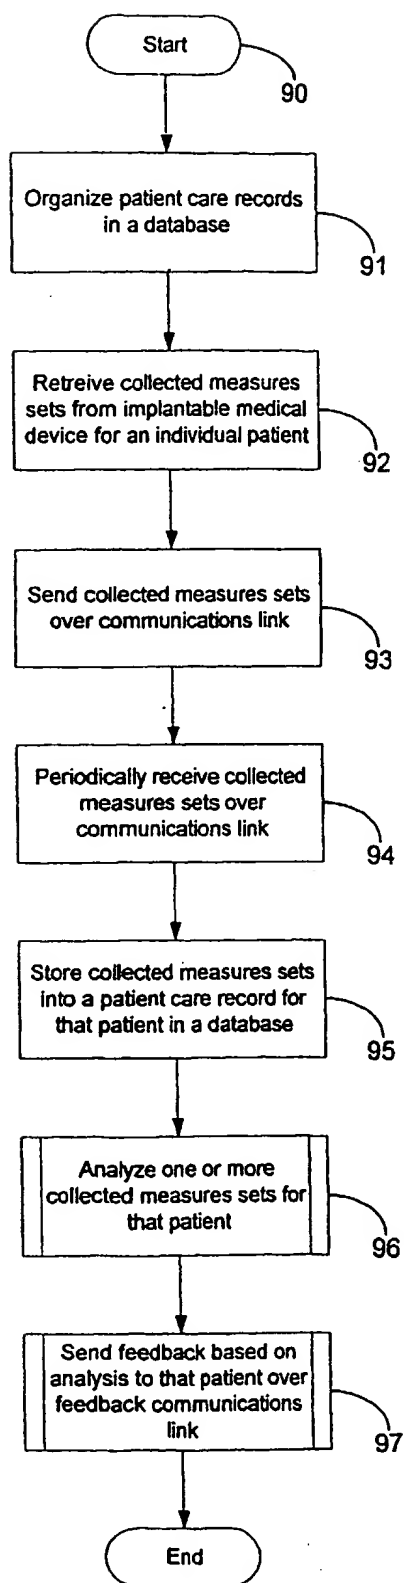 Start
90
Organize patient care records
in a database
91
Retreive collected measures
sets from implantable medical
device for an individual patient
92
Send collected measures sets
over communications link
93
Periodically receive collected
measures sets over
communications link
94
Store collected measures sets
into a patient care record for
that patient in a database
95
Analyze one or more
collected measures sets for
that patient
96
Send feedback based on
analysis to that patient over
feedback communications
link
97
End